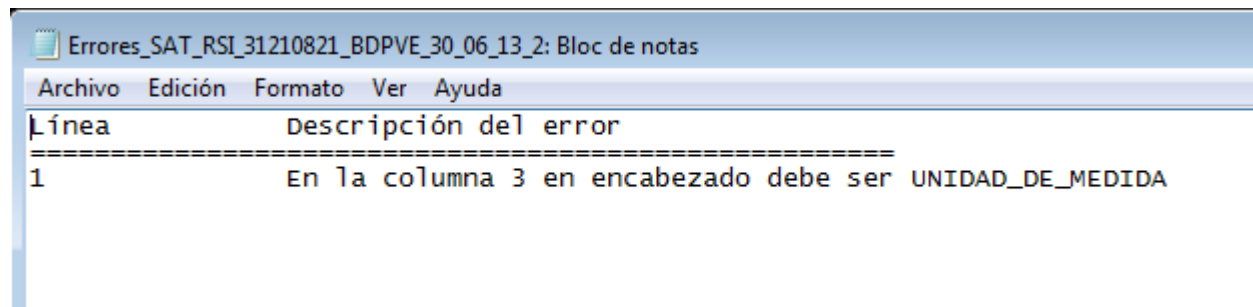 Errores_SAT_RSI_31210821_BDPVE_30_06_13_2: Bloc de notas
Archivo Edición Formato Ver Ayuda
Línea Descripción del error
======================================================
1 En la columna 3 en encabezado debe ser UNIDAD_DE_MEDIDA